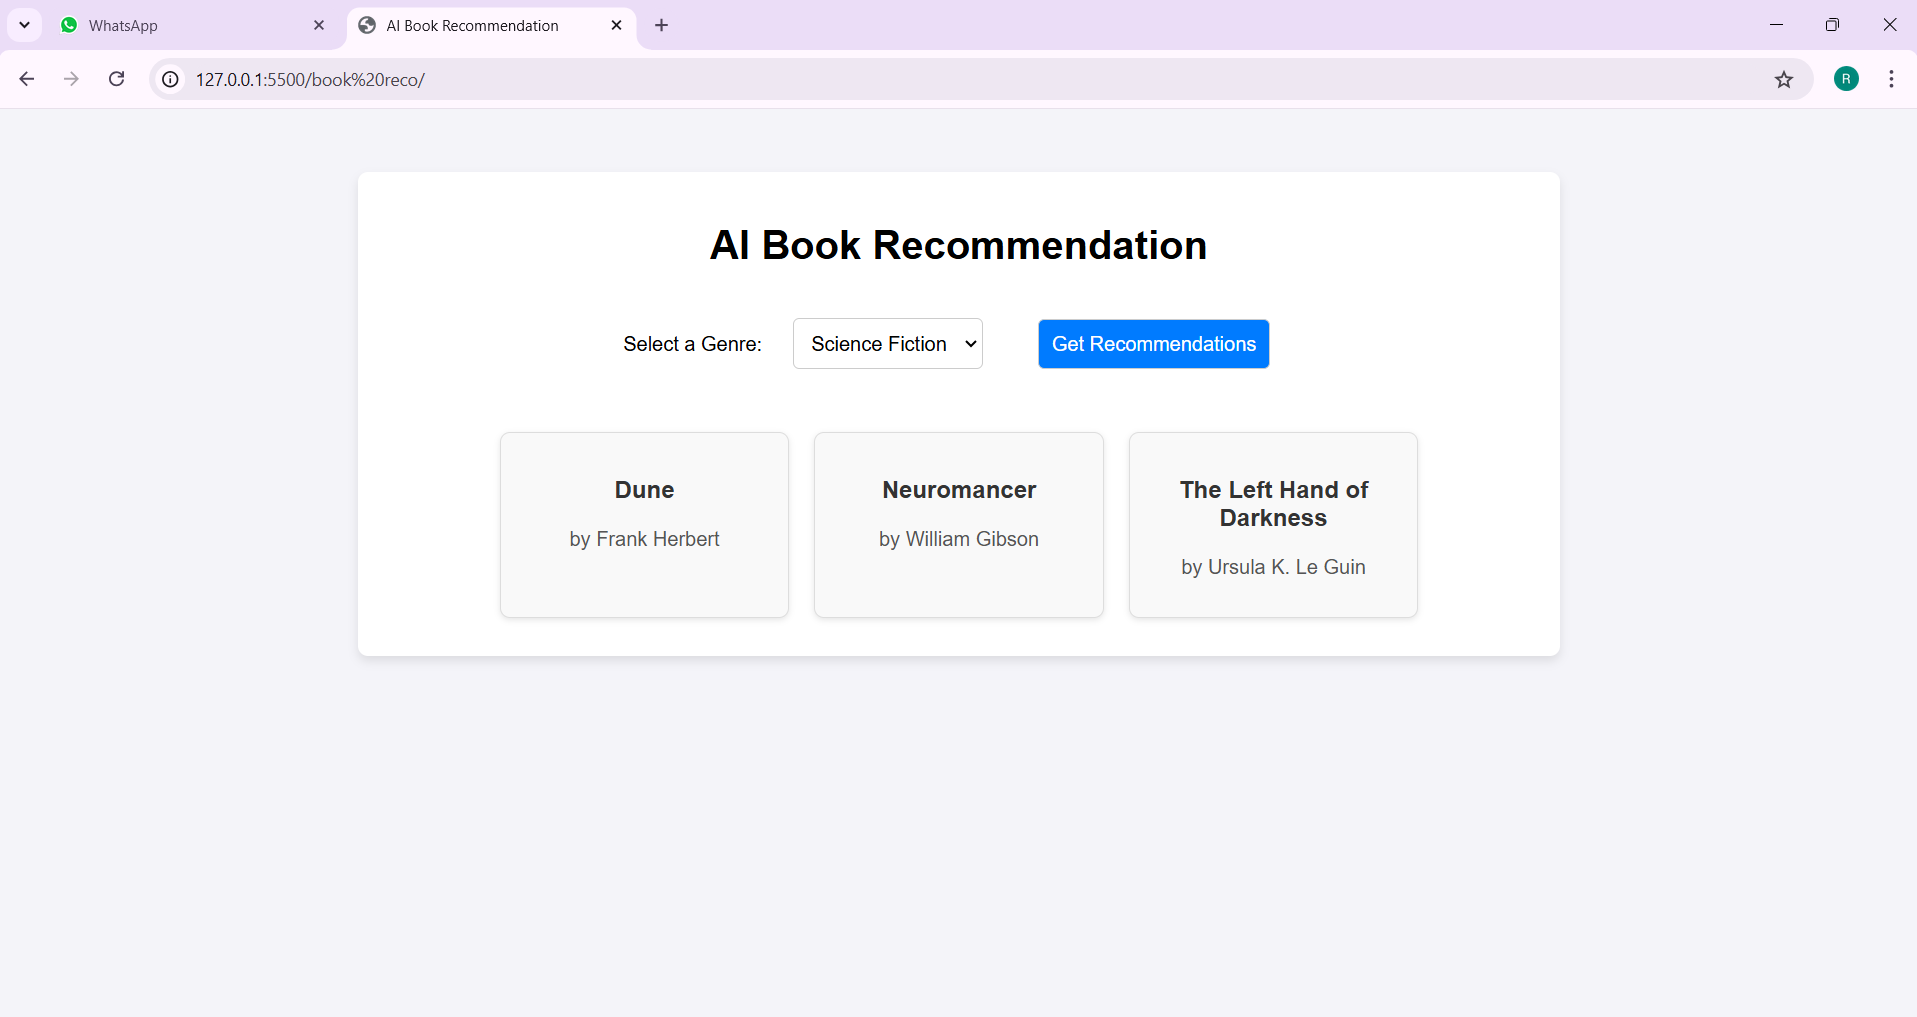 WhatsApp
AI Book Recommendation
127.0.0.1:5500/book%20reco/
R
AI Book Recommendation
Select a Genre:
Science Fiction
Get Recommendations
Dune
by Frank Herbert
Neuromancer
by William Gibson
The Left Hand of
Darkness
by Ursula K. Le Guin